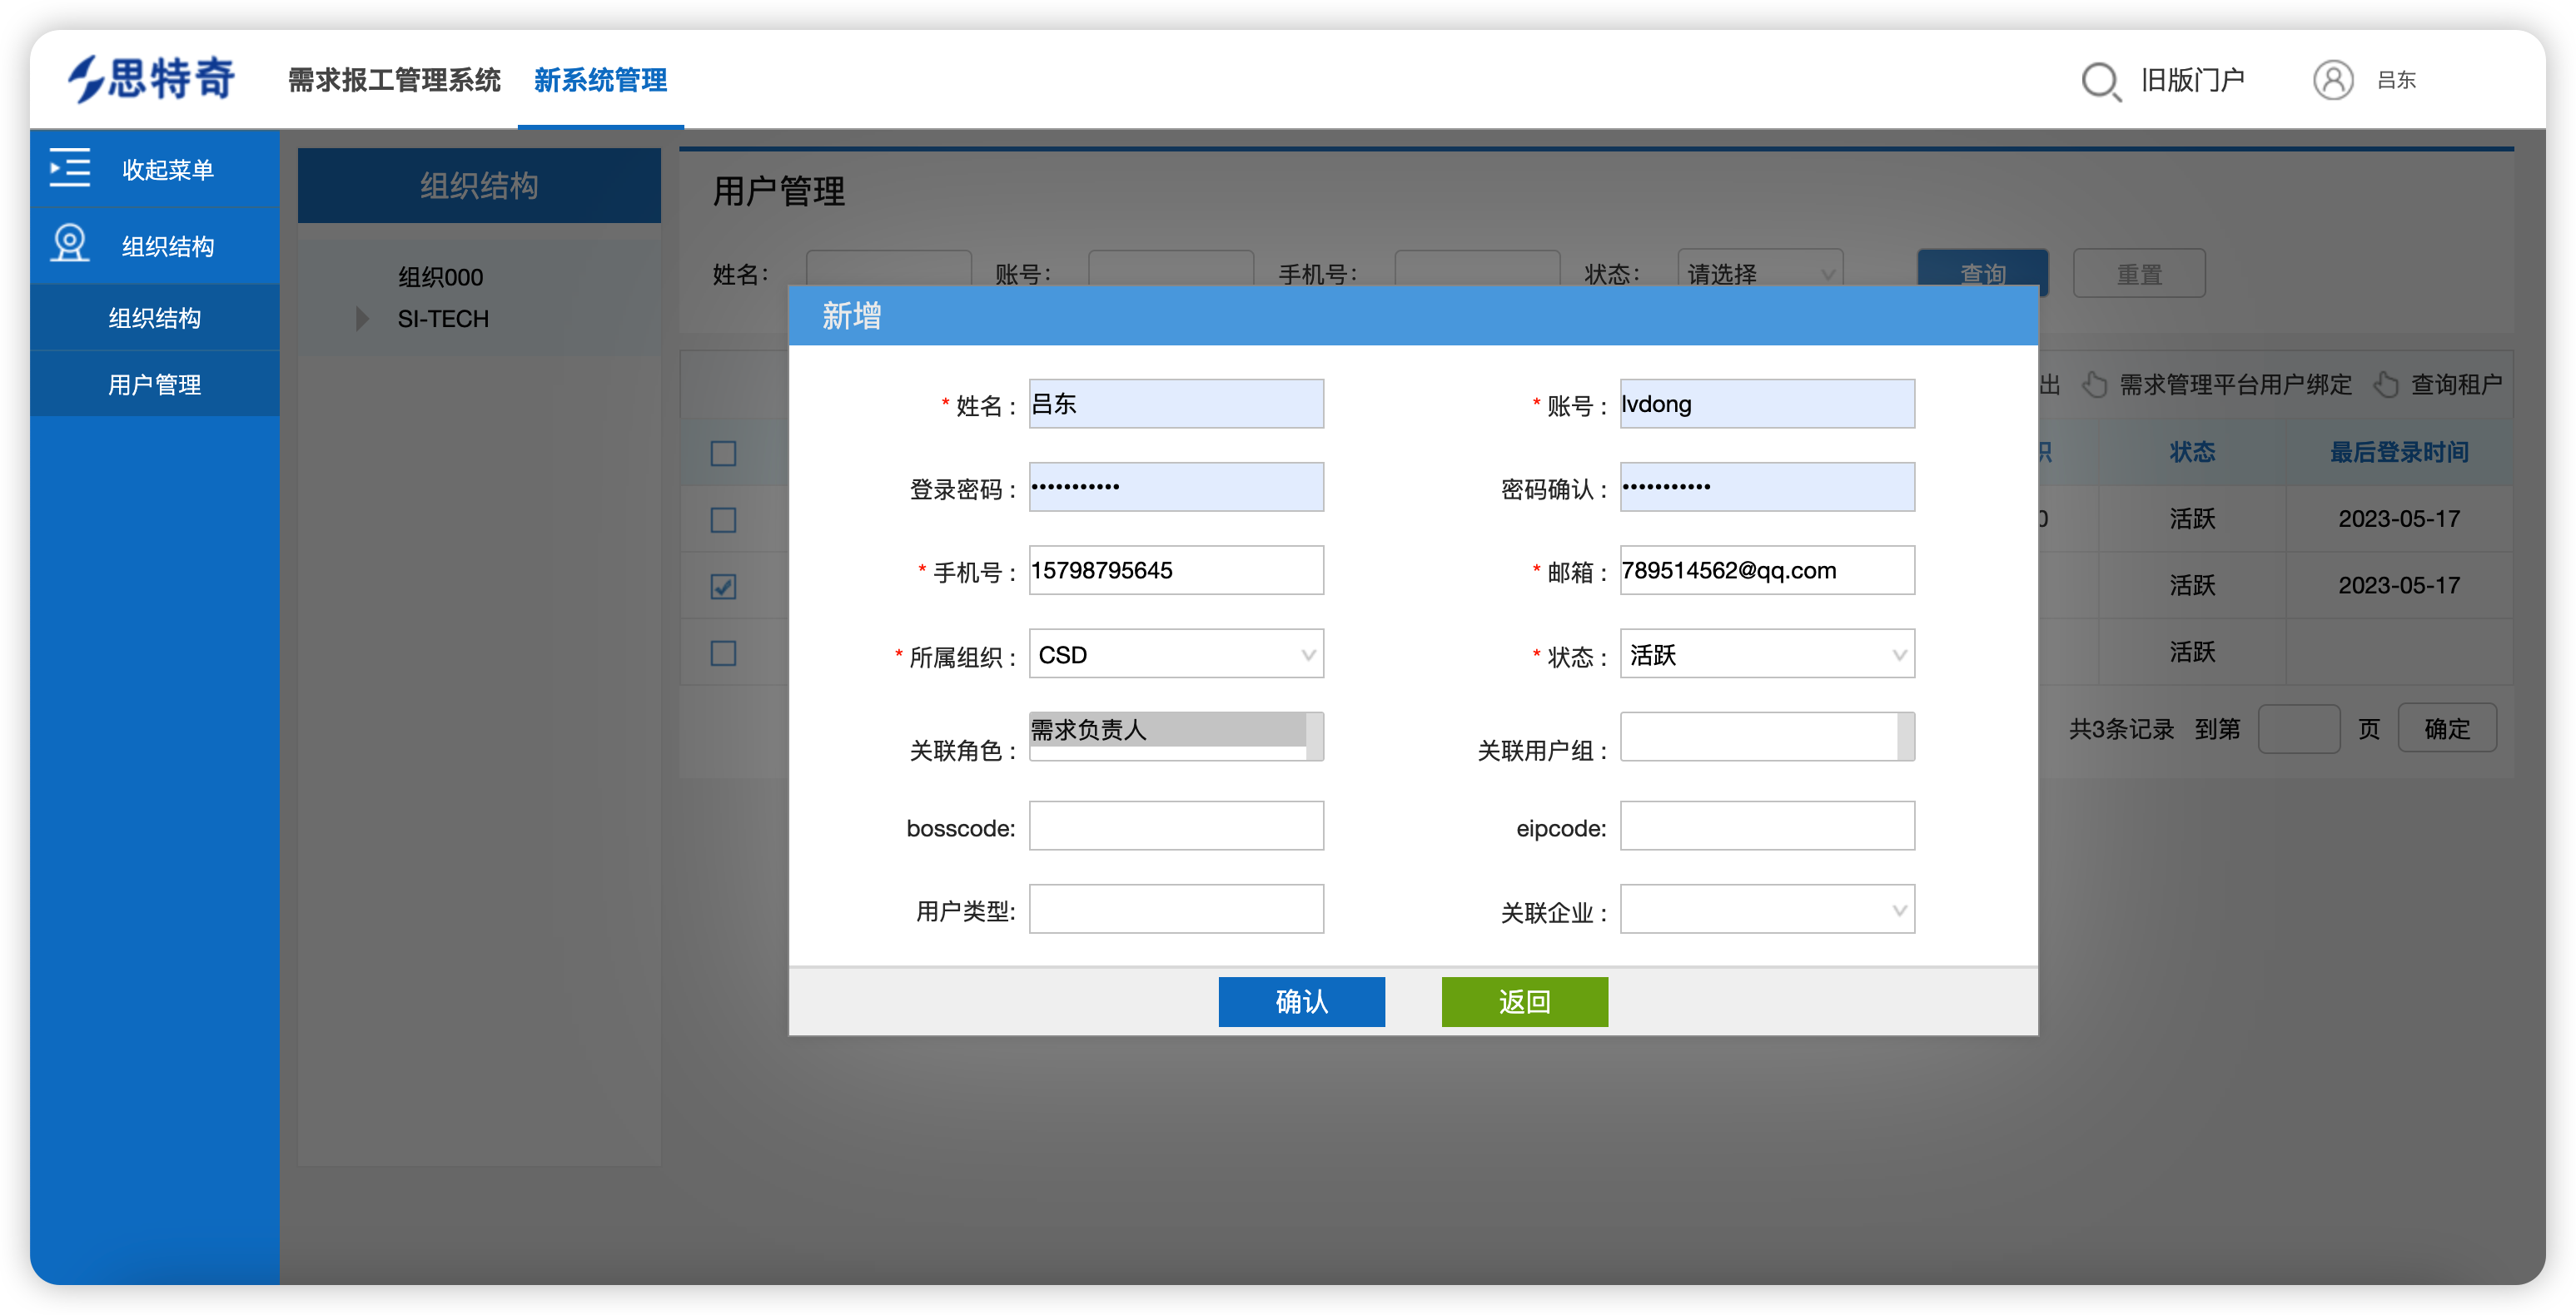 思特奇 需求报工管理系统 新系统管理 旧版门户 吕东
收起菜单
组织结构
组织结构
用户管理
组织结构
组织000
SI-TECH
用户管理
姓名： 账号： 手机号： 状态： 请选择 查询 重置
出 需求管理平台用户绑定 查询租户
状态 最后登录时间
0 活跃 2023-05-17
活跃 2023-05-17
活跃
共3条记录 到第 页 确定
新增
* 姓名： 吕东 * 账号： lvdong
登录密码： ••••••••••• 密码确认： •••••••••••
* 手机号： 15798795645 * 邮箱： 789514562@qq.com
* 所属组织： CSD * 状态： 活跃
关联角色： 需求负责人 关联用户组：
bosscode: eipcode:
用户类型: 关联企业：
确认 返回